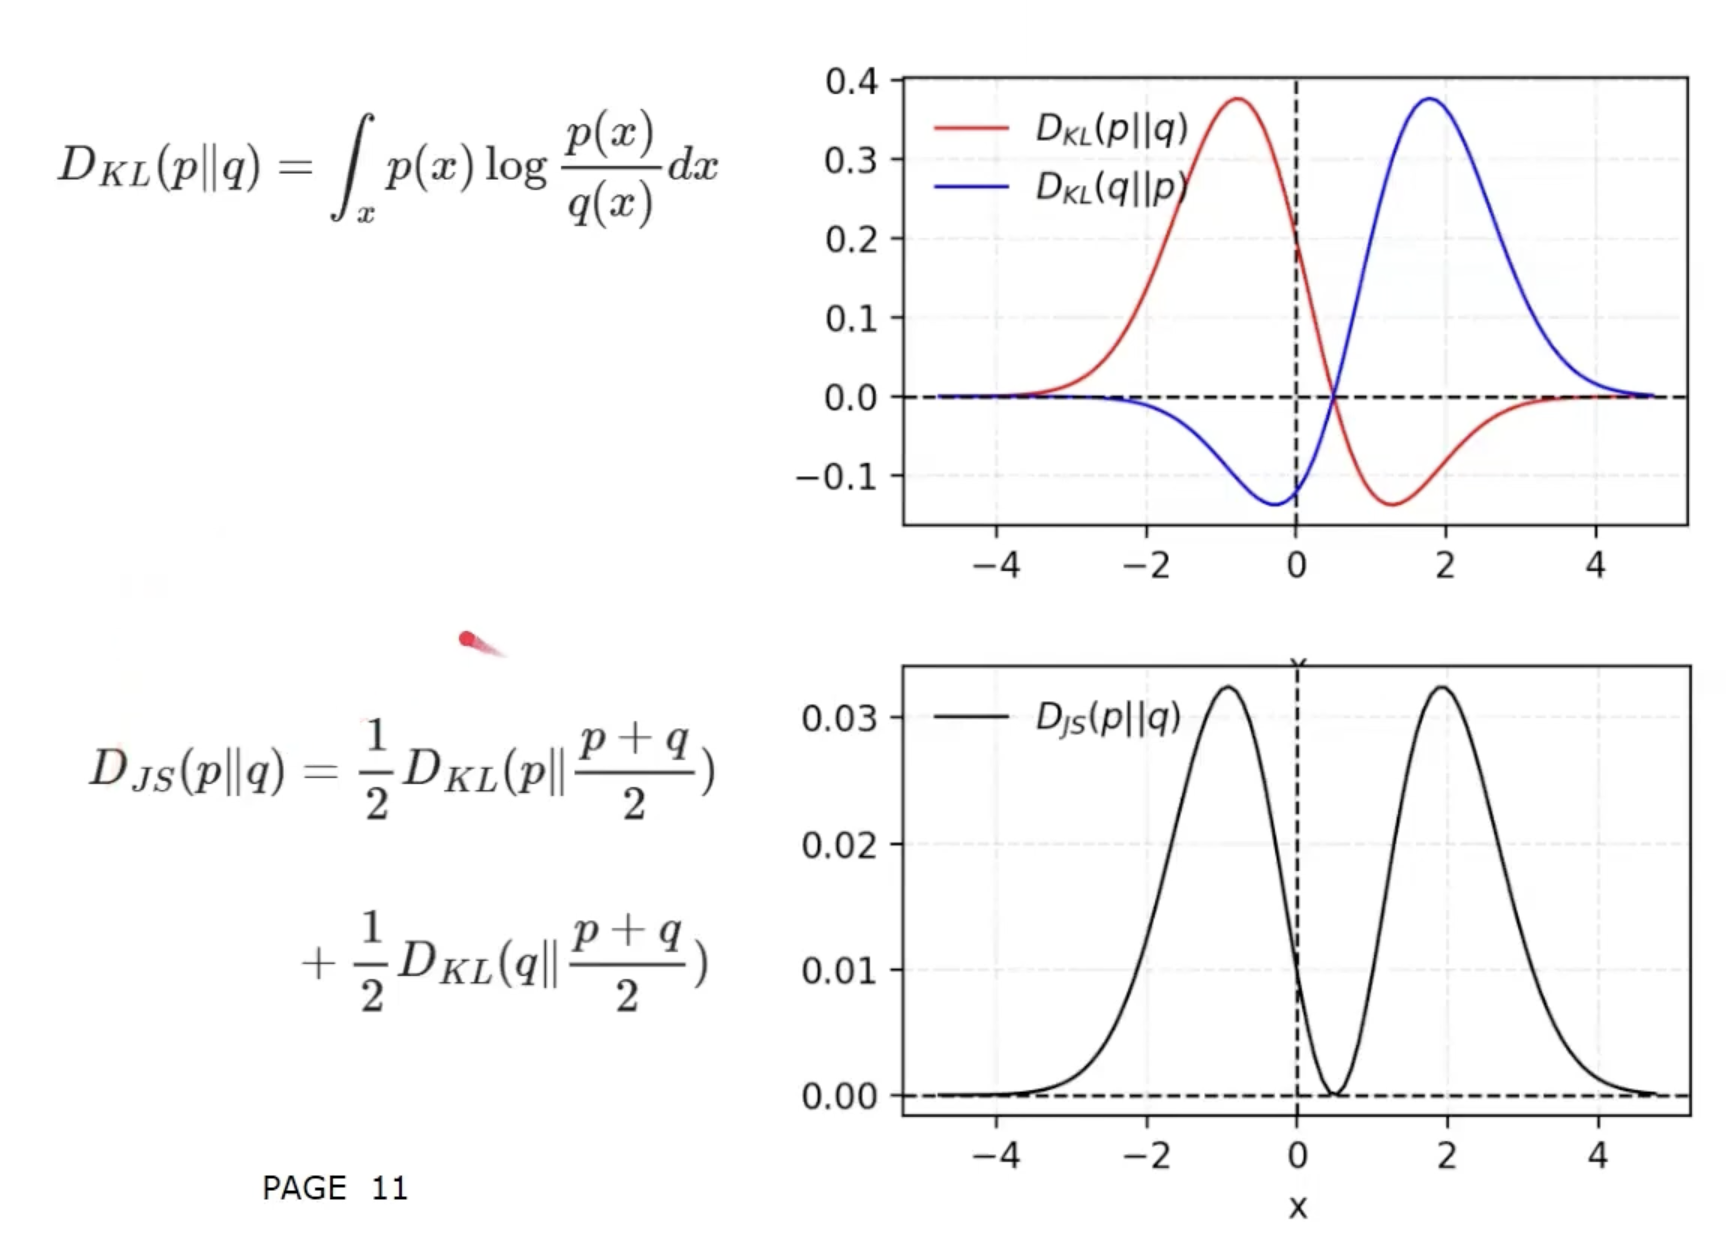 D_{KL}(p||q) = ∫_x p(x) log \frac{p(x)}{q(x)} dx
0.4
0.3
0.2
0.1
0.0
−0.1
D_{KL}(p||q)
D_{KL}(q||p)
−4 −2 0 2 4
D_{JS}(p||q) = \frac{1}{2} D_{KL}(p|| \frac{p + q}{2})
+ \frac{1}{2} D_{KL}(q|| \frac{p + q}{2})
0.03
0.02
0.01
0.00
D_{JS}(p||q)
−4 −2 0 2 4
x
PAGE 11